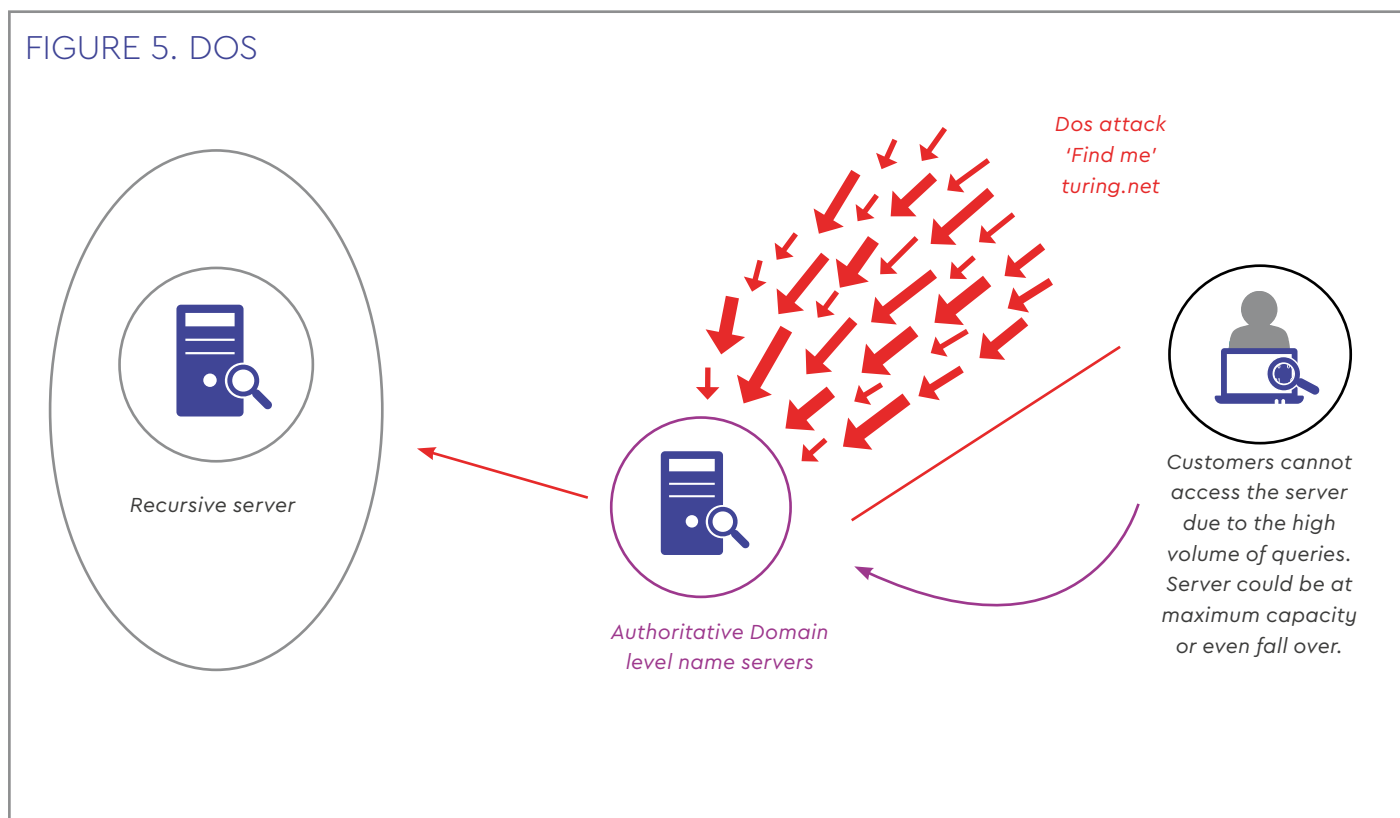 FIGURE 5. DOS
Dos attack
'Find me'
turing.net
Recursive server
Authoritative Domain
level name servers
Customers cannot
access the server
due to the high
volume of queries.
Server could be at
maximum capacity
or even fall over.